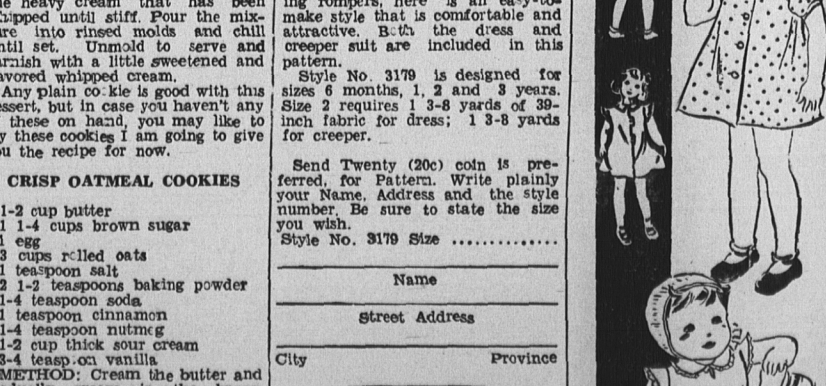 heavy cream that has been
whipped until stiff. Pour the mix-
into rinsed molds and chill
until set. Unmold to serve and
garnish with a little sweetened and
flavored whipped cream.
Any plain cookie is good with this
dessert, but in case you haven't any
these on hand, you may like to
these cookies I am going to give
the recipe for now.
CRISP OATMEAL COOKIES
1-2 cup butter
1 1-4 cups brown sugar
1 egg
3 cups rolled oats
1 teaspoon salt
2 1-2 teaspoons baking powder
1-4 teaspoon soda
1 teaspoon cinnamon
1-4 teaspoon nutmeg
1-2 cup thick sour cream
3-4 teaspoon vanilla
METHOD: Cream the butter and
ing rompers, here is an easy-to-
make style that is comfortable and
attractive. Both the dress and
creeper suit are included in this
pattern.
Style No. 3179 is designed for
sizes 6 months, 1, 2 and 3 years.
Size 2 requires 1 3-8 yards of 39-
inch fabric for dress; 1 3-8 yards
for creeper.
Send Twenty (20c) coin is pre-
ferred, for Pattern. Write plainly
your Name, Address and the style
number. Be sure to state the size
you wish.
Style No. 3179 Size ..............
Name
Street Address
City Province